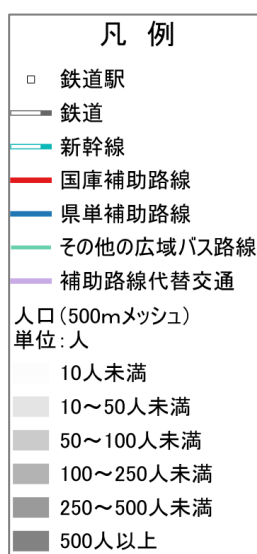 凡 例
鉄道駅
鉄道
新幹線
国庫補助路線
県単補助路線
その他の広域バス路線
補助路線代替交通
人口(500mメッシュ)
単位:人
10人未満
10～50人未満
50～100人未満
100～250人未満
250～500人未満
500人以上